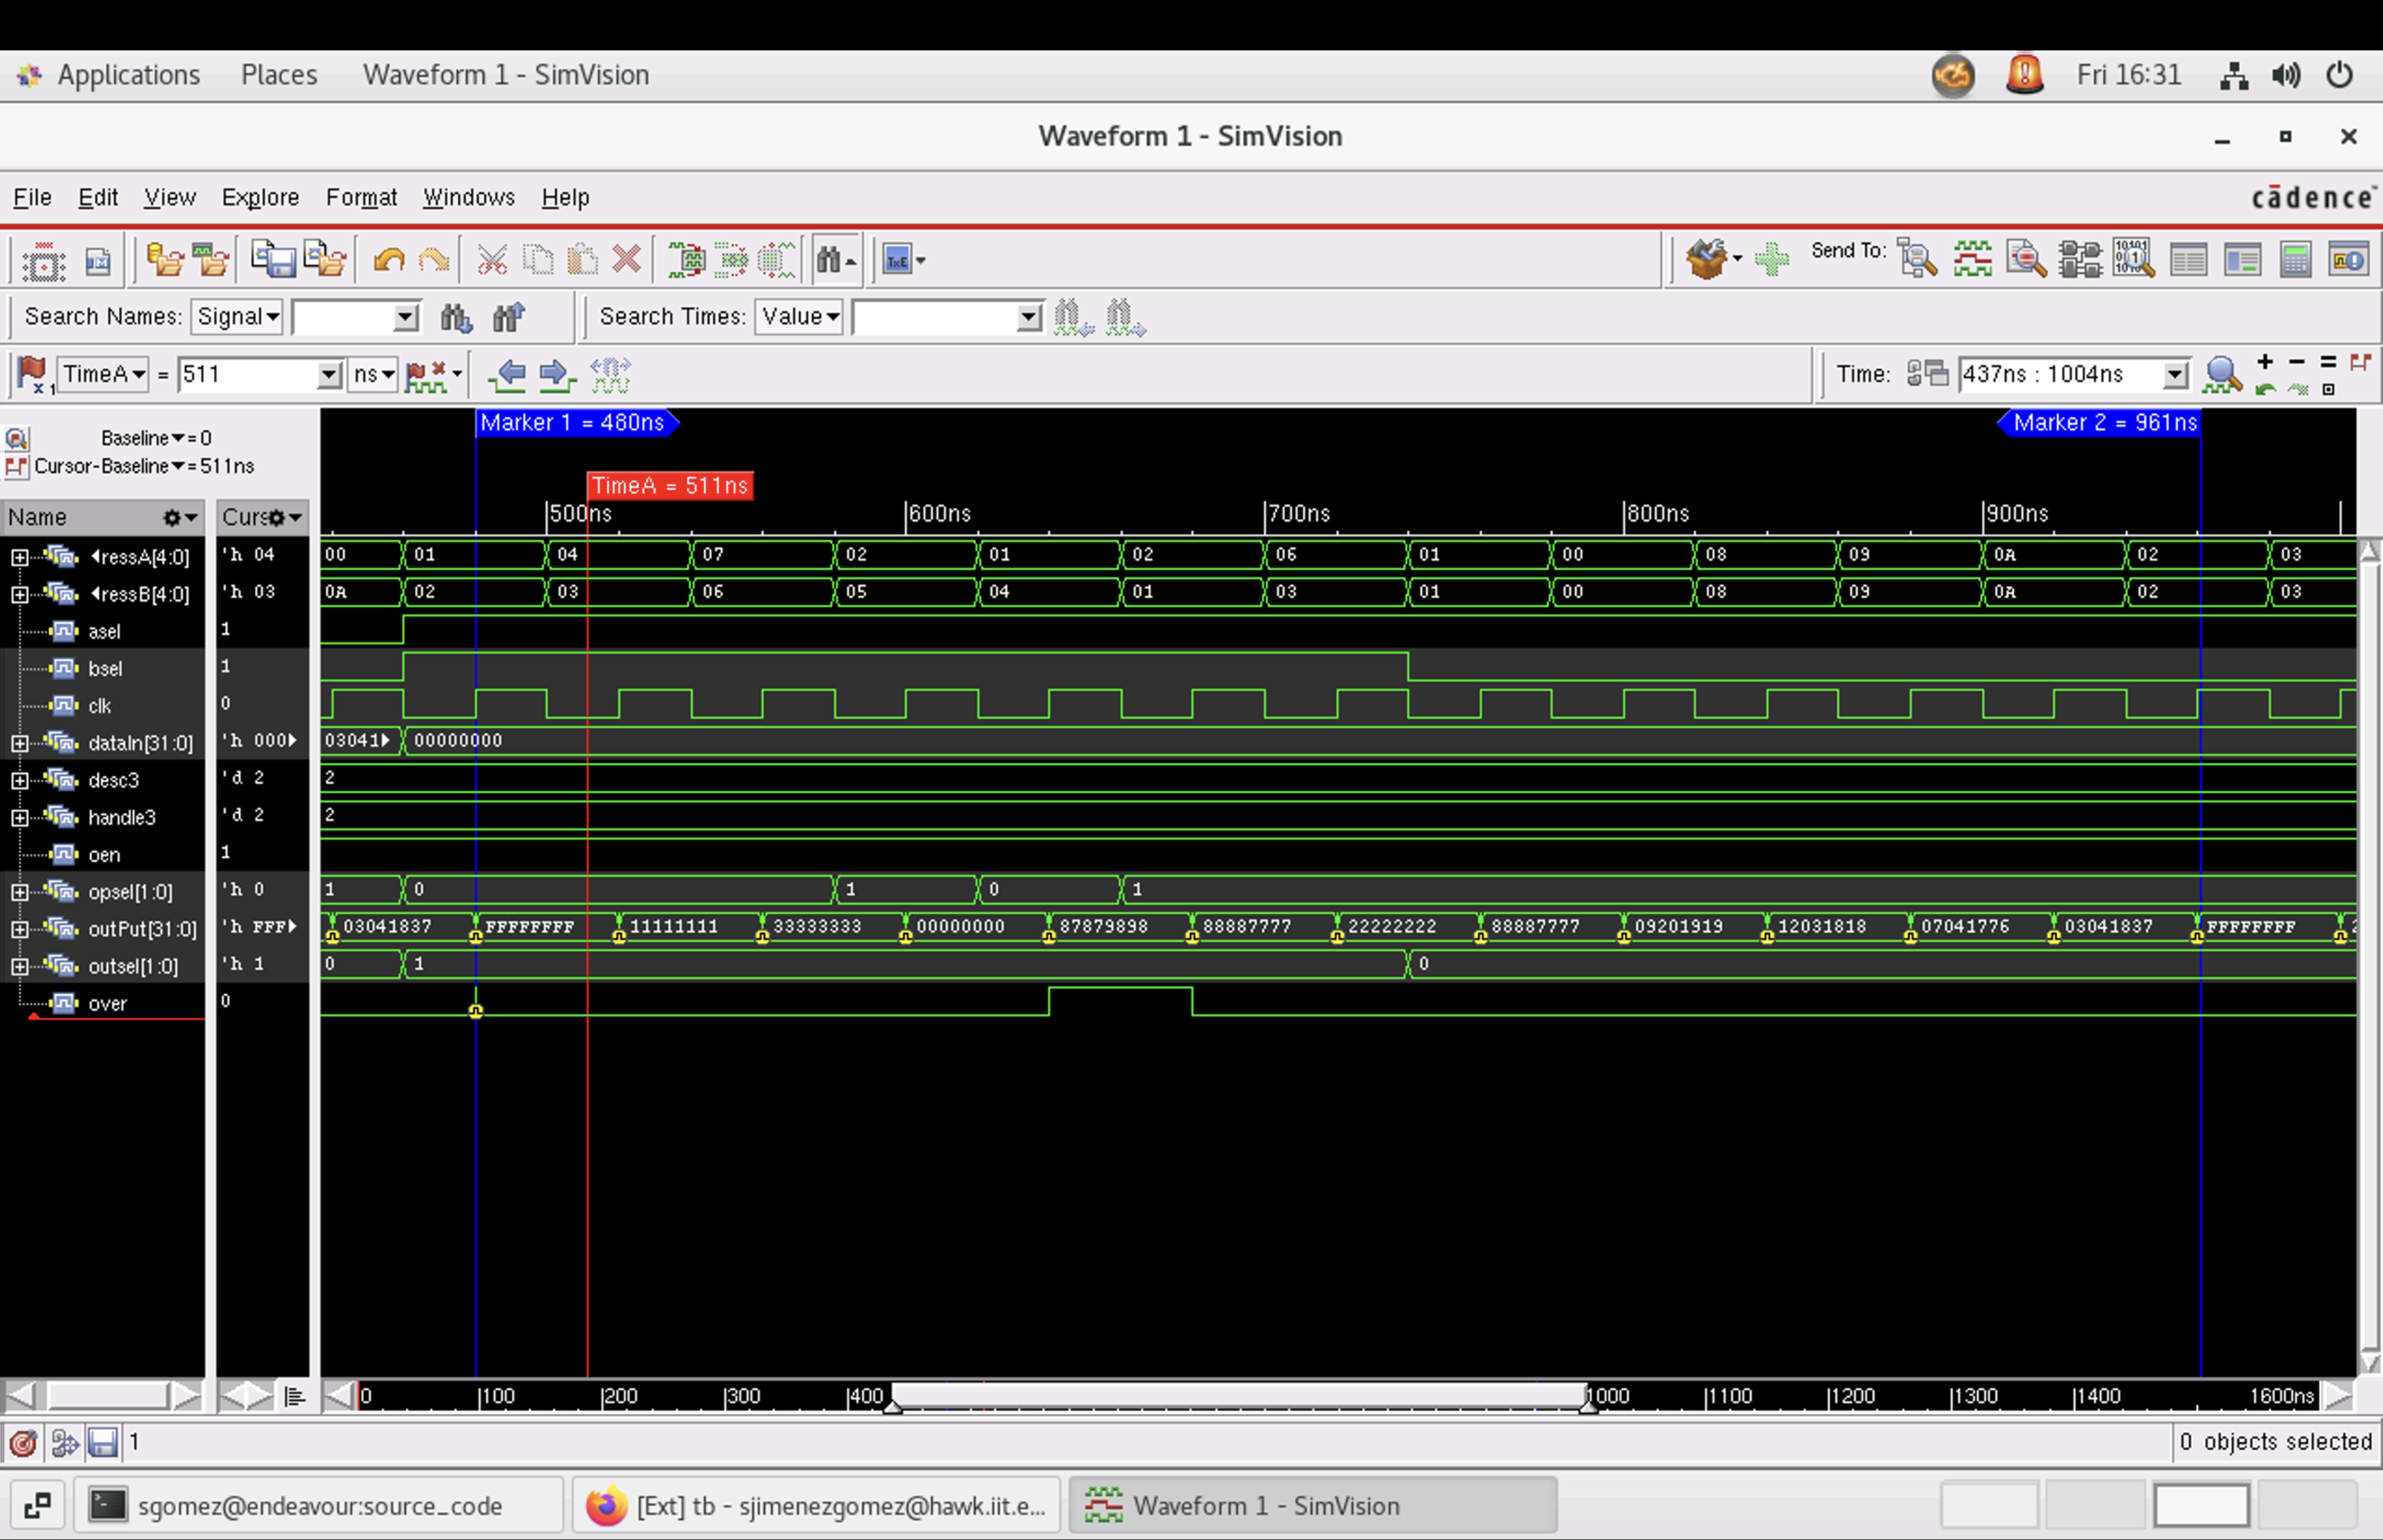 Applications Places Waveform 1 - SimVision Fri 16:31
Waveform 1 - SimVision
File Edit View Explore Format Windows Help cādence
TxE Send To:
Search Names: Signal Search Times: Value
x1 TimeA = 511 ns Time: 437ns : 1004ns
Marker 1 = 480ns Marker 2 = 961ns
Baseline = 0
Cursor-Baseline = 511ns
TimeA = 511ns
Name Curs 500ns 600ns 700ns 800ns 900ns
ressA[4:0] 'h 04 00 01 04 07 02 01 02 06 01 00 08 09 0A 02 03
ressB[4:0] 'h 03 0A 02 03 06 05 04 01 03 01 00 08 09 0A 02 03
asel 1
bsel 1
clk 0
dataIn[31:0] 'h 000 03041 00000000
desc3 'd 2 2
handle3 'd 2 2
oen 1
opsel[1:0] 'h 0 1 0 1 0 1
outPut[31:0] 'h FFF 03041837 FFFFFFFF 11111111 33333333 00000000 87879898 88887777 22222222 88887777 09201919 12031818 07041776 03041837 FFFFFFFF 2
outsel[1:0] 'h 1 0 1 0
over 0
0 100 200 300 400 1000 1100 1200 1300 1400 1600ns
1 0 objects selected
sgomez@endeavour:source_code [Ext] tb - sjimenezgomez@hawk.iit.e... Waveform 1 - SimVision